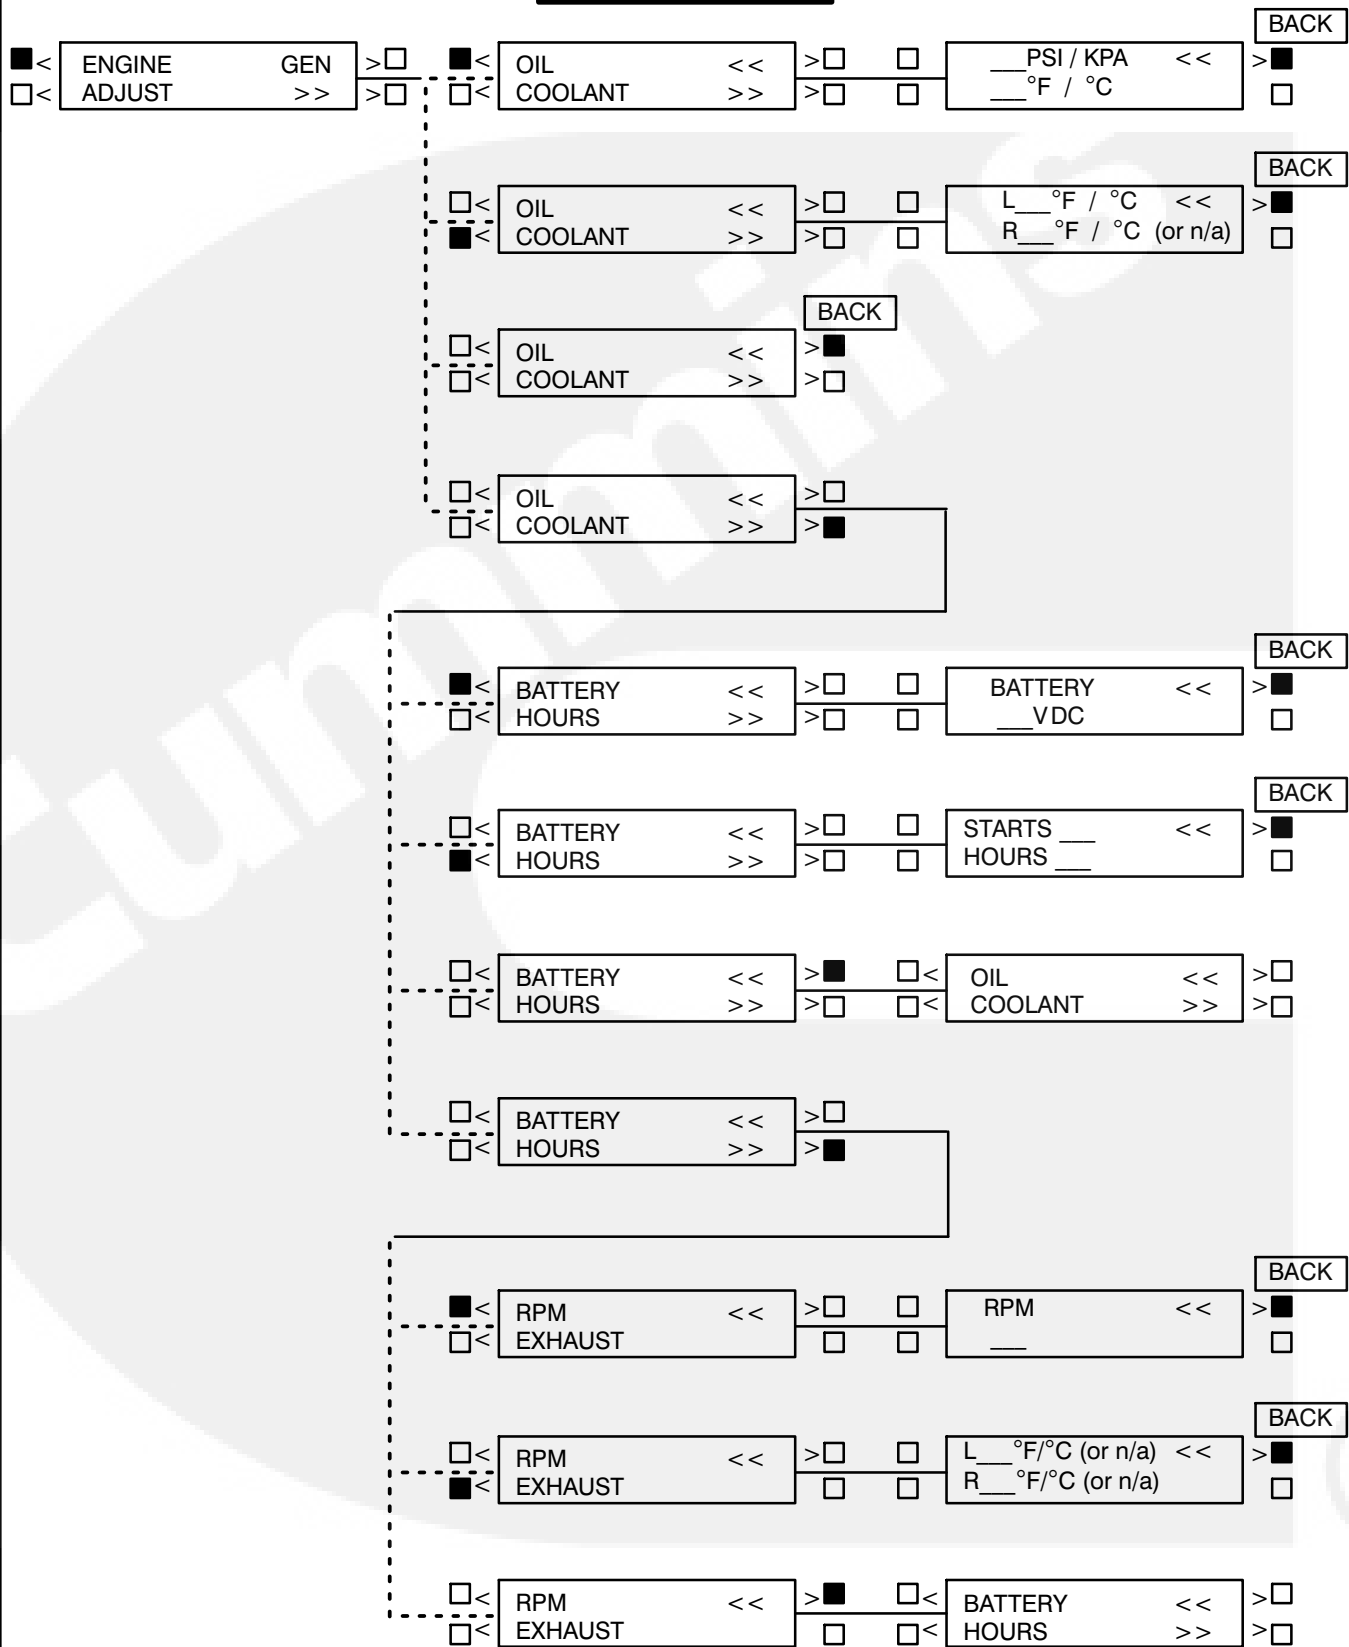 BACK
< ENGINE GEN >
< ADJUST >> >
< OIL << >
< COOLANT >> >
___PSI / KPA << >
___°F / °C
BACK
< OIL << >
< COOLANT >> >
L___°F / °C << >
R___°F / °C (or n/a)
BACK
< OIL << >
< COOLANT >> >
< OIL << >
< COOLANT >> >
BACK
< BATTERY << >
< HOURS >> >
BATTERY << >
___VDC
BACK
< BATTERY << >
< HOURS >> >
STARTS ___ << >
HOURS ___
< BATTERY << >
< HOURS >> >
< OIL << >
< COOLANT >> >
< BATTERY << >
< HOURS >> >
BACK
< RPM << >
< EXHAUST
RPM << >
___
BACK
< RPM << >
< EXHAUST
L___°F/°C (or n/a) << >
R___°F/°C (or n/a)
< RPM << >
< EXHAUST
< BATTERY << >
< HOURS >> >
Cummins